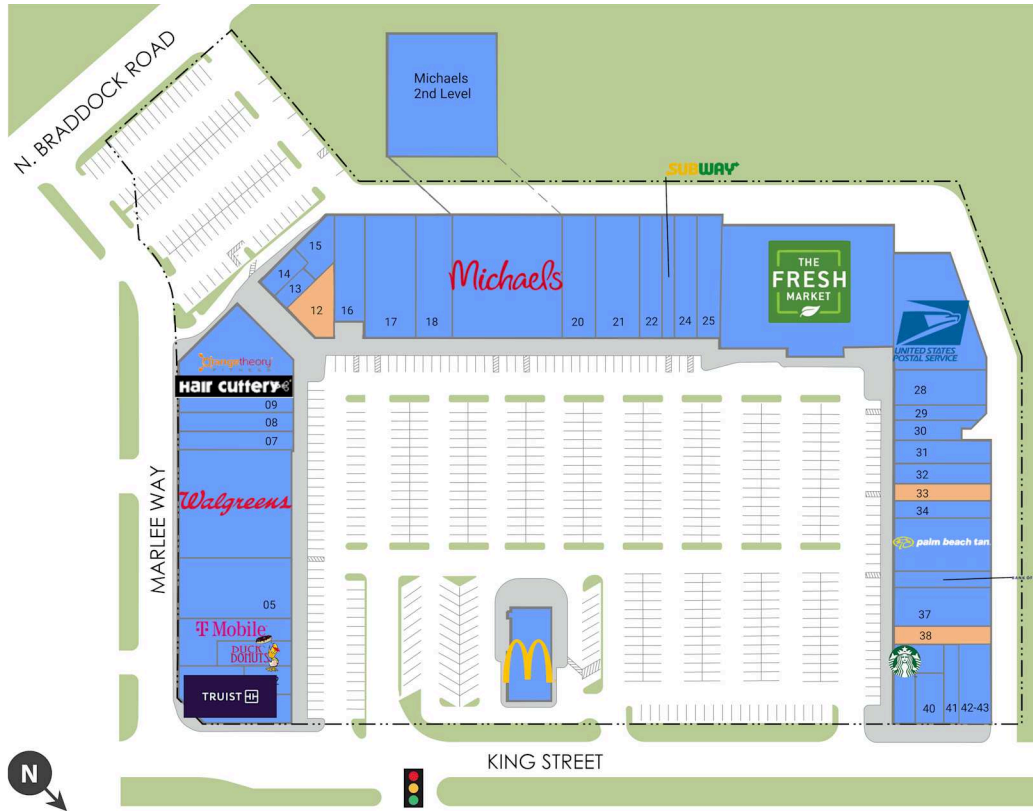 N. BRADDOCK ROAD
Michaels
2nd Level
SUBWAY
15
14
13
12
16
17
18
Michaels
20
21
22
24
25
THE
FRESH
MARKET
UNITED STATES
POSTAL SERVICE
orangetheory
Hair Cuttery
09
08
07
Walgreens
MARLEE WAY
05
T Mobile
DUCK
DONUTS
TRUIST
28
29
30
31
32
33
34
palm beach tan
37
38
40
41
42-43
KING STREET
N